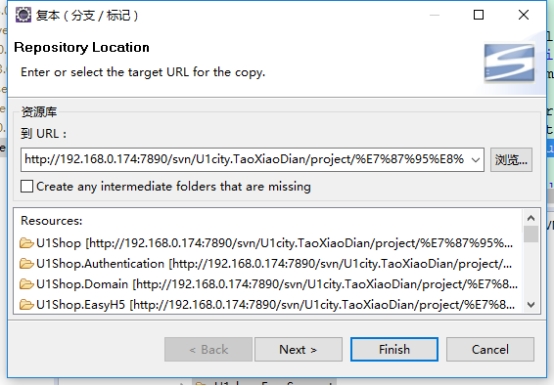 复本（分支 / 标记）
Repository Location
Enter or select the target URL for the copy.
资源库
到 URL：
http://192.168.0.174:7890/svn/U1city.TaoXiaoDian/project/%E7%87%95%E8% 浏览...
Create any intermediate folders that are missing
Resources:
U1Shop [http://192.168.0.174:7890/svn/U1city.TaoXiaoDian/project/%E7%87%95%...
U1Shop.Authentication [http://192.168.0.174:7890/svn/U1city.TaoXiaoDian/project/...
U1Shop.Domain [http://192.168.0.174:7890/svn/U1city.TaoXiaoDian/project/%E7%8...
U1Shop.EasyH5 [http://192.168.0.174:7890/svn/U1city.TaoXiaoDian/project/%E7%8...
< Back Next > Finish Cancel